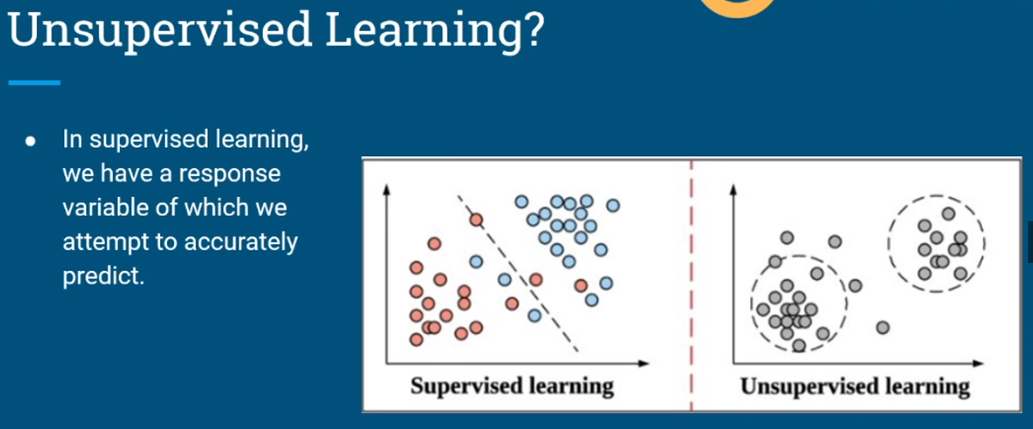 Unsupervised Learning?
● In supervised learning,
we have a response
variable of which we
attempt to accurately
predict.
Supervised learning
Unsupervised learning